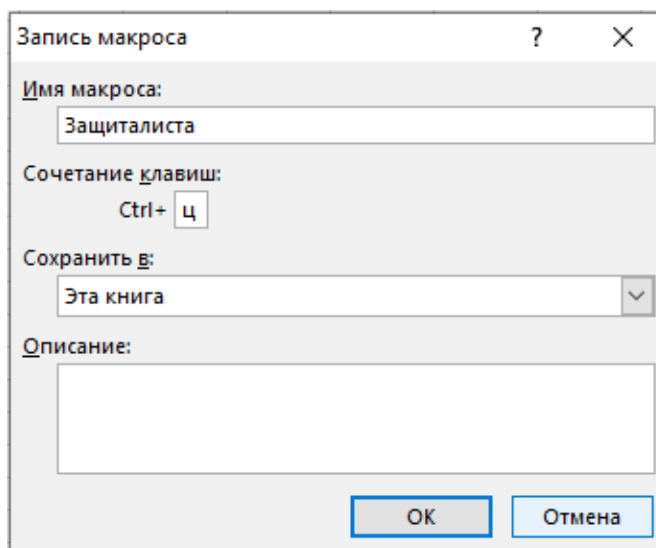 Запись макроса ? ×
Имя макроса:
Защиталиста
Сочетание клавиш:
Ctrl+ ц
Сохранить в:
Эта книга
Описание:
ОК Отмена